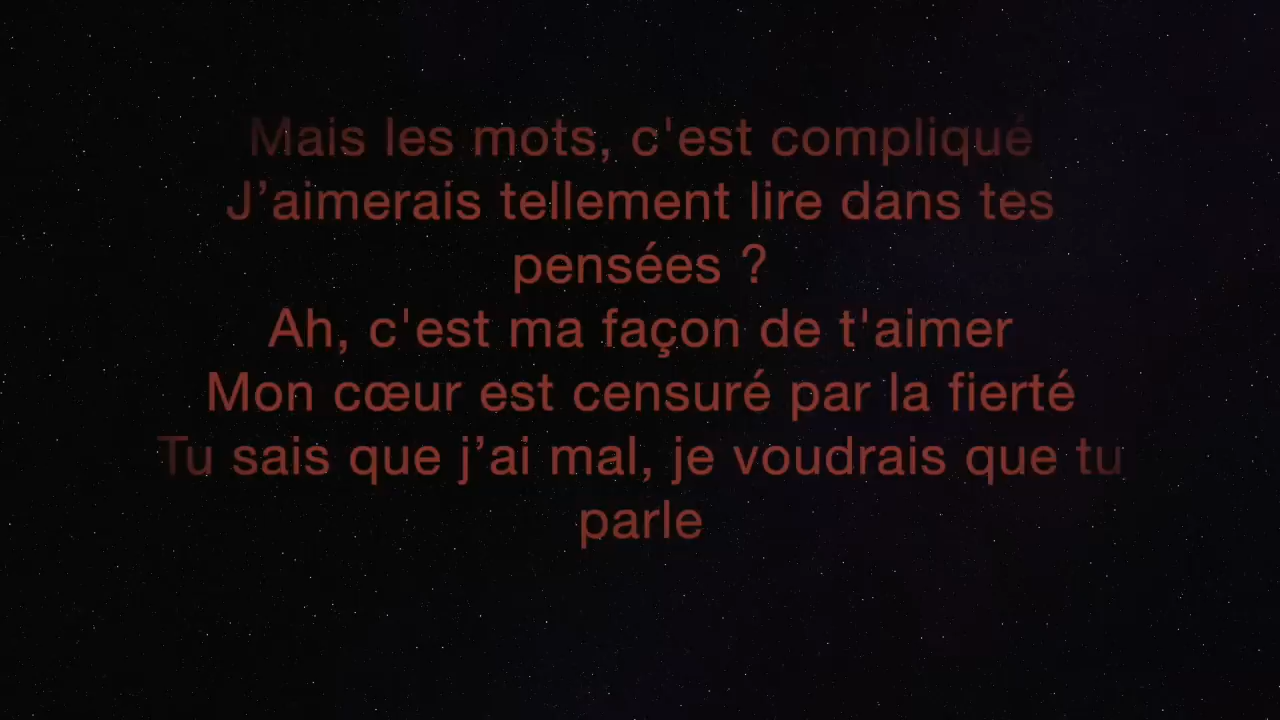 Mais les mots, c'est compliqué
J’aimerais tellement lire dans tes
pensées ?
Ah, c'est ma façon de t'aimer
Mon cœur est censuré par la fierté
Tu sais que j’ai mal, je voudrais que tu
parle